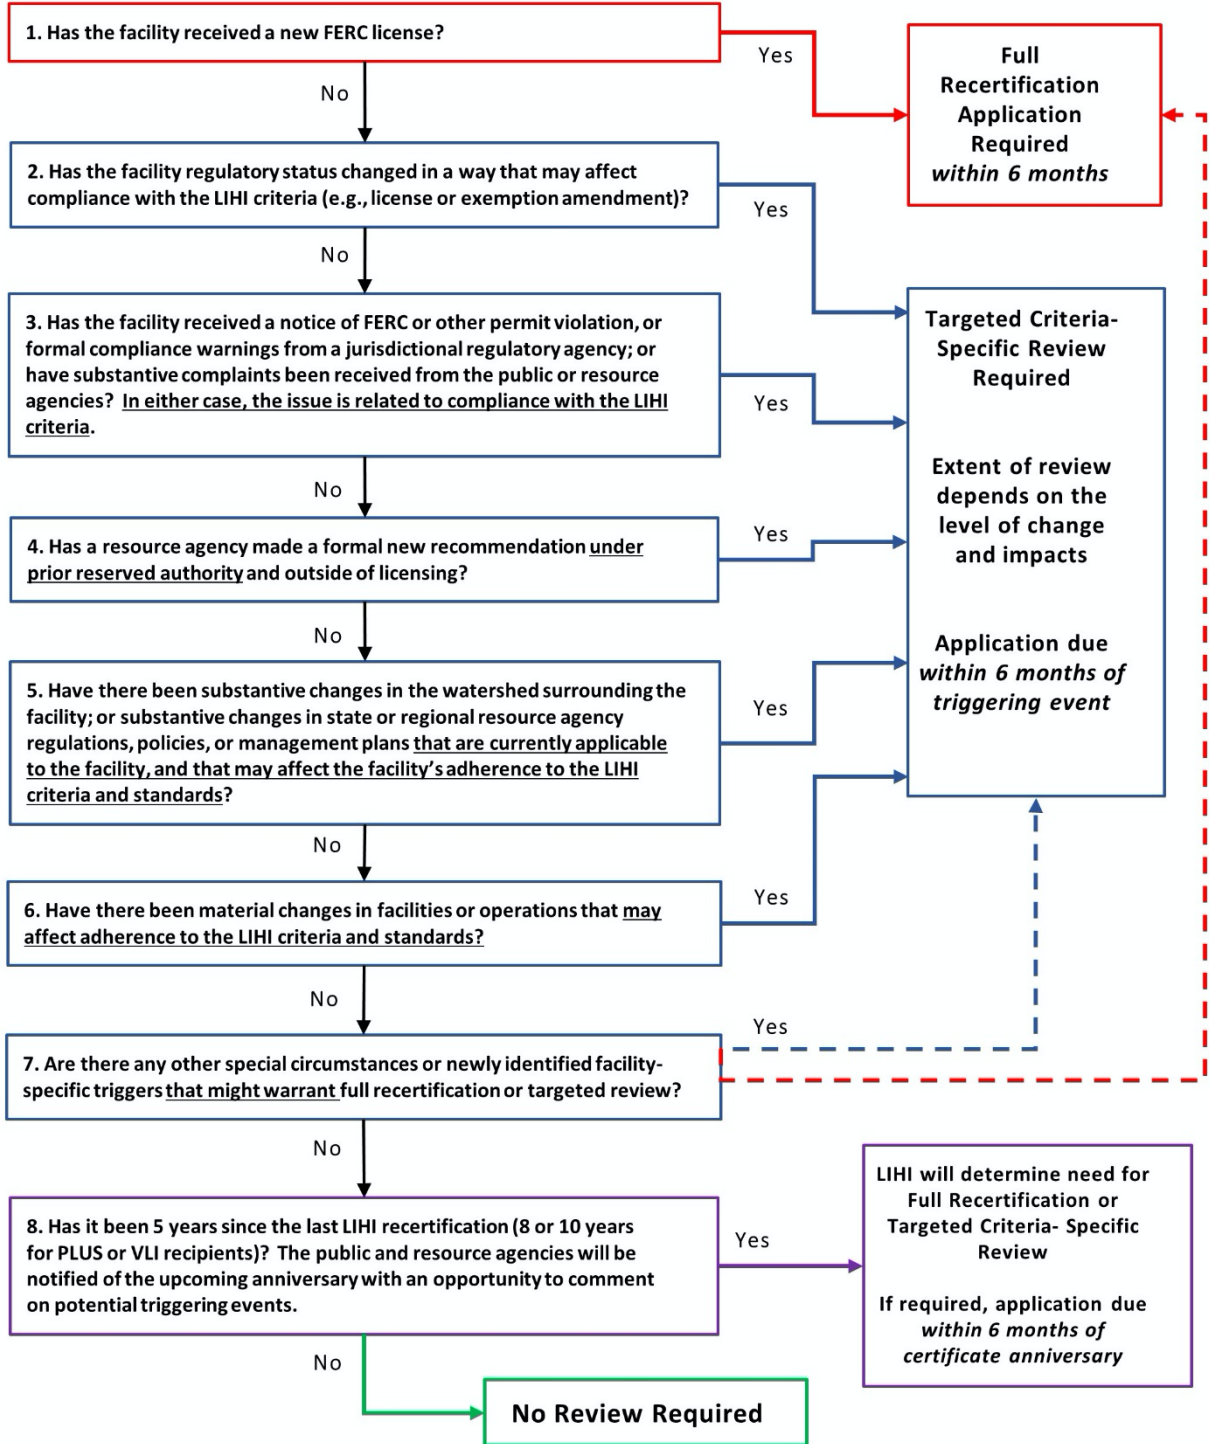 1. Has the facility received a new FERC license?
Yes
Full
Recertification
Application
Required
within 6 months
No
2. Has the facility regulatory status changed in a way that may affect
compliance with the LIHI criteria (e.g., license or exemption amendment)?
Yes
No
3. Has the facility received a notice of FERC or other permit violation, or
formal compliance warnings from a jurisdictional regulatory agency; or
have substantive complaints been received from the public or resource
agencies? In either case, the issue is related to compliance with the LIHI
criteria.
Yes
Targeted Criteria-
Specific Review
Required
Extent of review
depends on the
level of change
and impacts
Application due
within 6 months of
triggering event
No
4. Has a resource agency made a formal new recommendation under
prior reserved authority and outside of licensing?
Yes
No
5. Have there been substantive changes in the watershed surrounding the
facility; or substantive changes in state or regional resource agency
regulations, policies, or management plans that are currently applicable
to the facility, and that may affect the facility's adherence to the LIHI
criteria and standards?
Yes
No
6. Have there been material changes in facilities or operations that may
affect adherence to the LIHI criteria and standards?
Yes
No
7. Are there any other special circumstances or newly identified facility-
specific triggers that might warrant full recertification or targeted review?
Yes
No
8. Has it been 5 years since the last LIHI recertification (8 or 10 years
for PLUS or VLI recipients)? The public and resource agencies will be
notified of the upcoming anniversary with an opportunity to comment
on potential triggering events.
Yes
LIHI will determine need for
Full Recertification or
Targeted Criteria- Specific
Review
If required, application due
within 6 months of
certificate anniversary
No
No Review Required